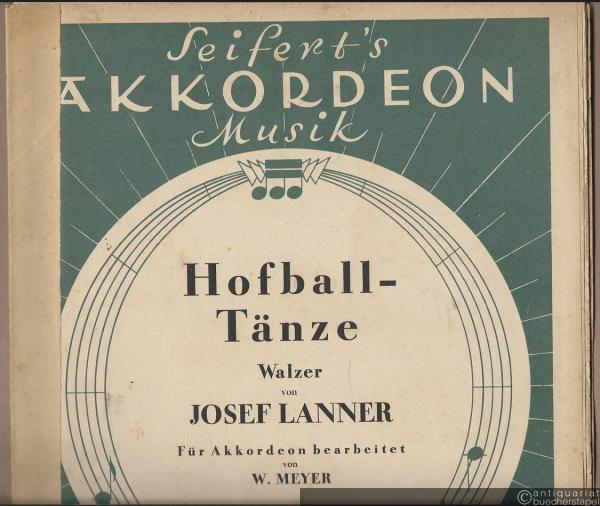 Seifert's
AKKORDEON
Musik
Hofball-
Tänze
Walzer
von
JOSEF LANNER
Für Akkordeon bearbeitet
von
W. MEYER
antiquariat
buecherstapel